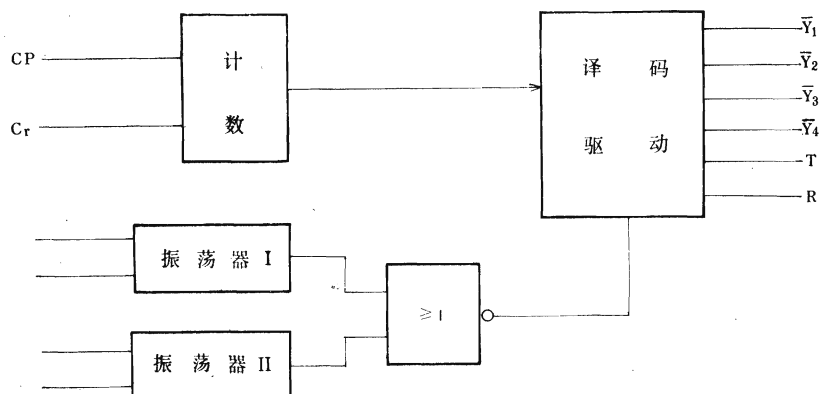 CP
Cr
计
数
译 码
驱 动
Y̅₁
Y̅₂
Y̅₃
Y̅₄
T
R
振 荡 器 I
振 荡 器 II
≥1